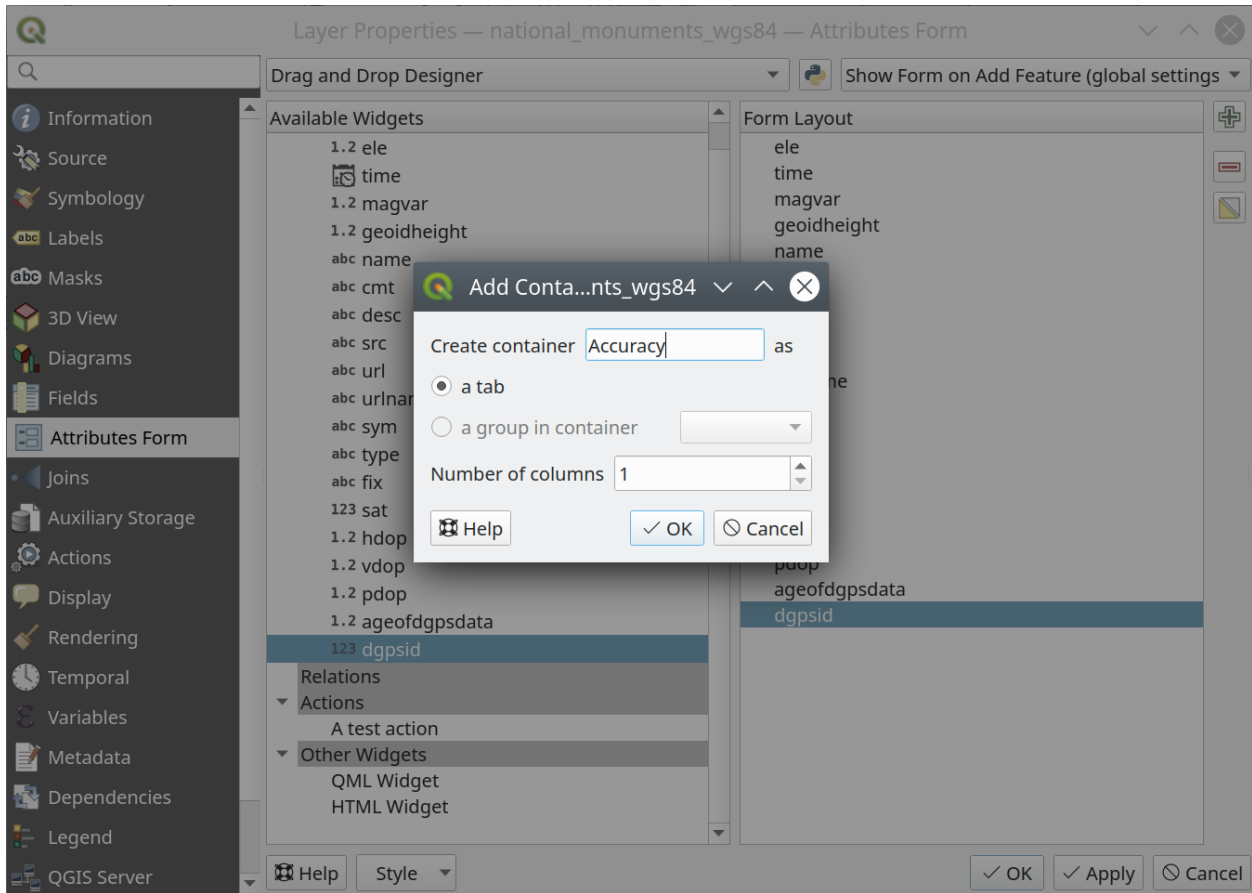 Layer Properties — national_monuments_wgs84 — Attributes Form
Drag and Drop Designer
Show Form on Add Feature (global settings
Information
Source
Symbology
abc Labels
abc Masks
3D View
Diagrams
Fields
Attributes Form
Joins
Auxiliary Storage
Actions
Display
Rendering
Temporal
Variables
Metadata
Dependencies
Legend
QGIS Server
Available Widgets
1.2 ele
time
1.2 magvar
1.2 geoidheight
abc name
abc cmt
abc desc
abc src
abc url
abc urlnar
abc sym
abc type
abc fix
123 sat
1.2 hdop
1.2 vdop
1.2 pdop
1.2 ageofdgpsdata
123 dgpsid
Relations
Actions
A test action
Other Widgets
QML Widget
HTML Widget
Form Layout
ele
time
magvar
geoidheight
name
pdop
ageofdgpsdata
dgpsid
Add Conta...nts_wgs84
Create container Accuracy as
a tab
a group in container
Number of columns 1
Help
OK
Cancel
Help
Style
OK
Apply
Cancel